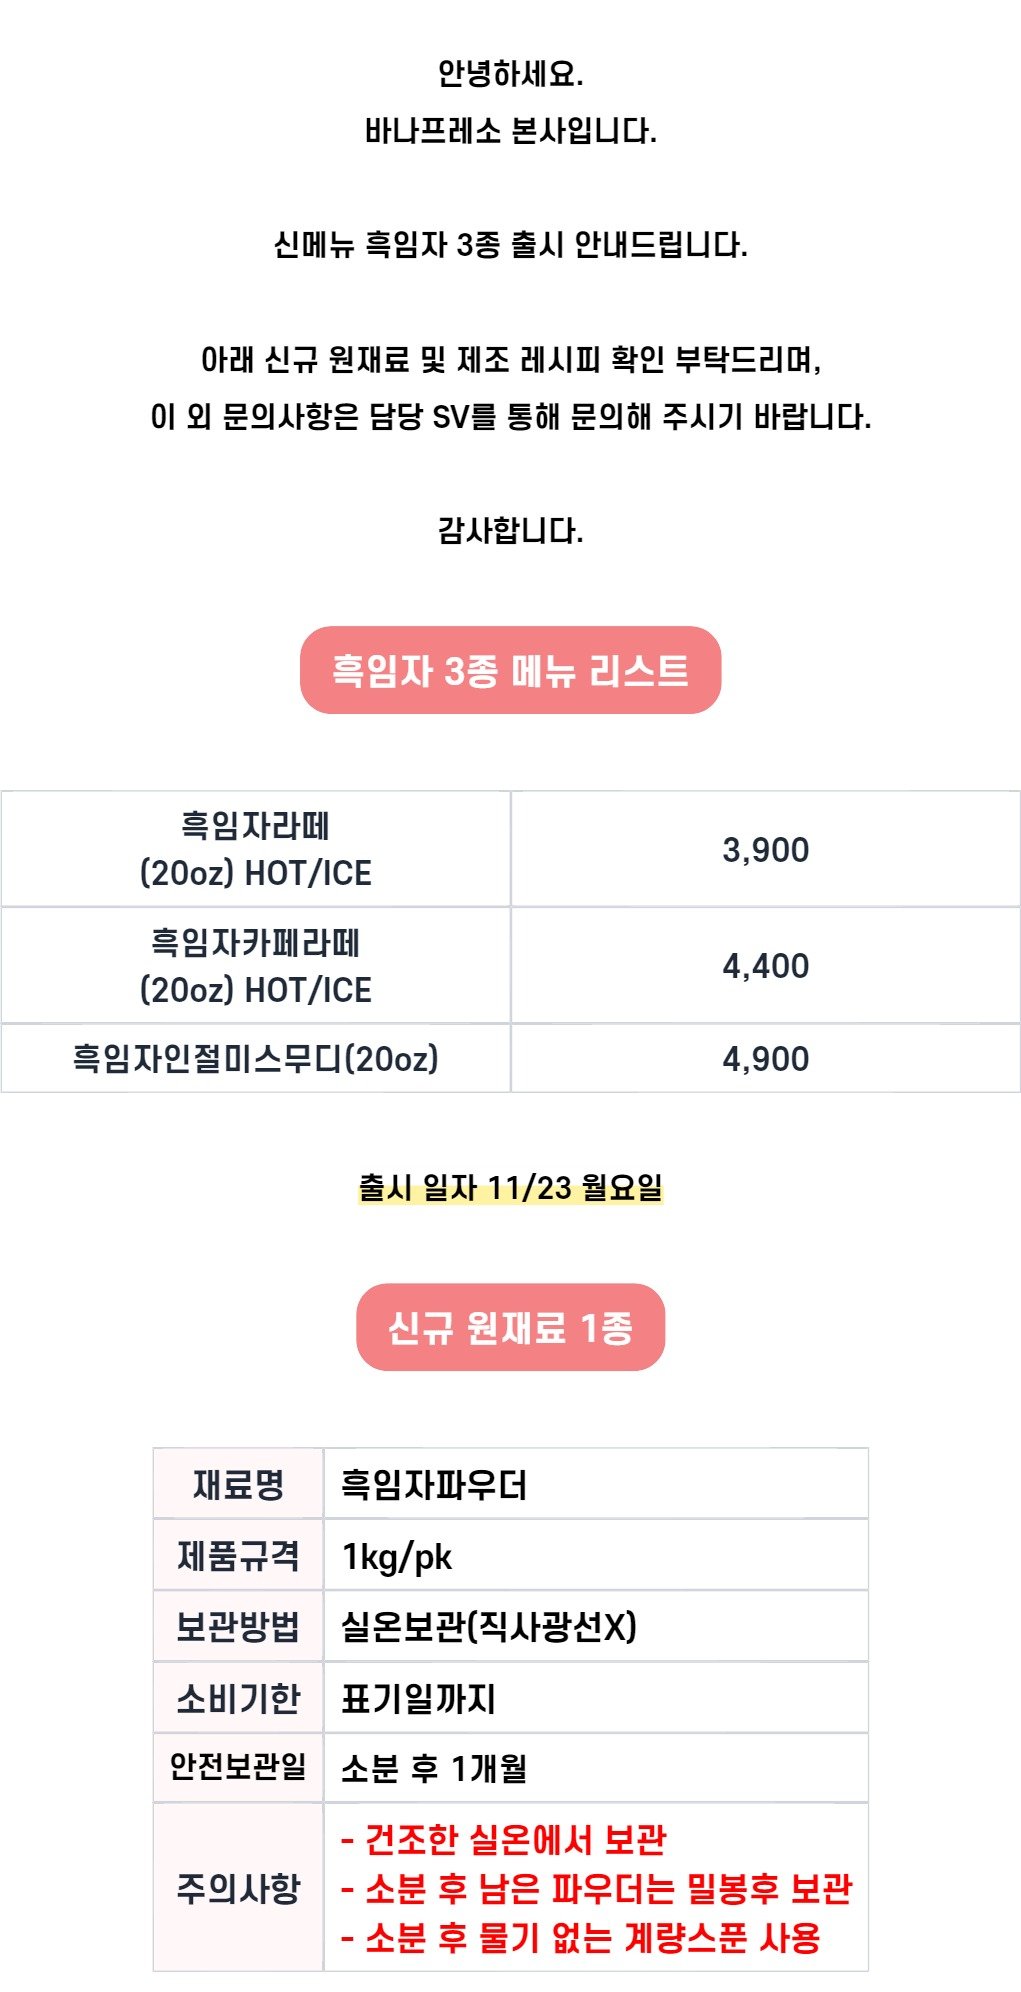 안녕하세요.
바나프레소 본사입니다.
신메뉴 흑임자 3종 출시 안내드립니다.
아래 신규 원재료 및 제조 레시피 확인 부탁드리며,
이 외 문의사항은 담당 SV를 통해 문의해 주시기 바랍니다.
감사합니다.
흑임자 3종 메뉴 리스트
흑임자라떼
(20oz) HOT/ICE
3,900
흑임자카페라떼
(20oz) HOT/ICE
4,400
흑임자인절미스무디(20oz)
4,900
출시 일자 11/23 월요일
신규 원재료 1종
재료명
흑임자파우더
제품규격
1kg/pk
보관방법
실온보관(직사광선X)
소비기한
표기일까지
안전보관일
소분 후 1개월
주의사항
- 건조한 실온에서 보관
- 소분 후 남은 파우더는 밀봉후 보관
- 소분 후 물기 없는 계량스푼 사용